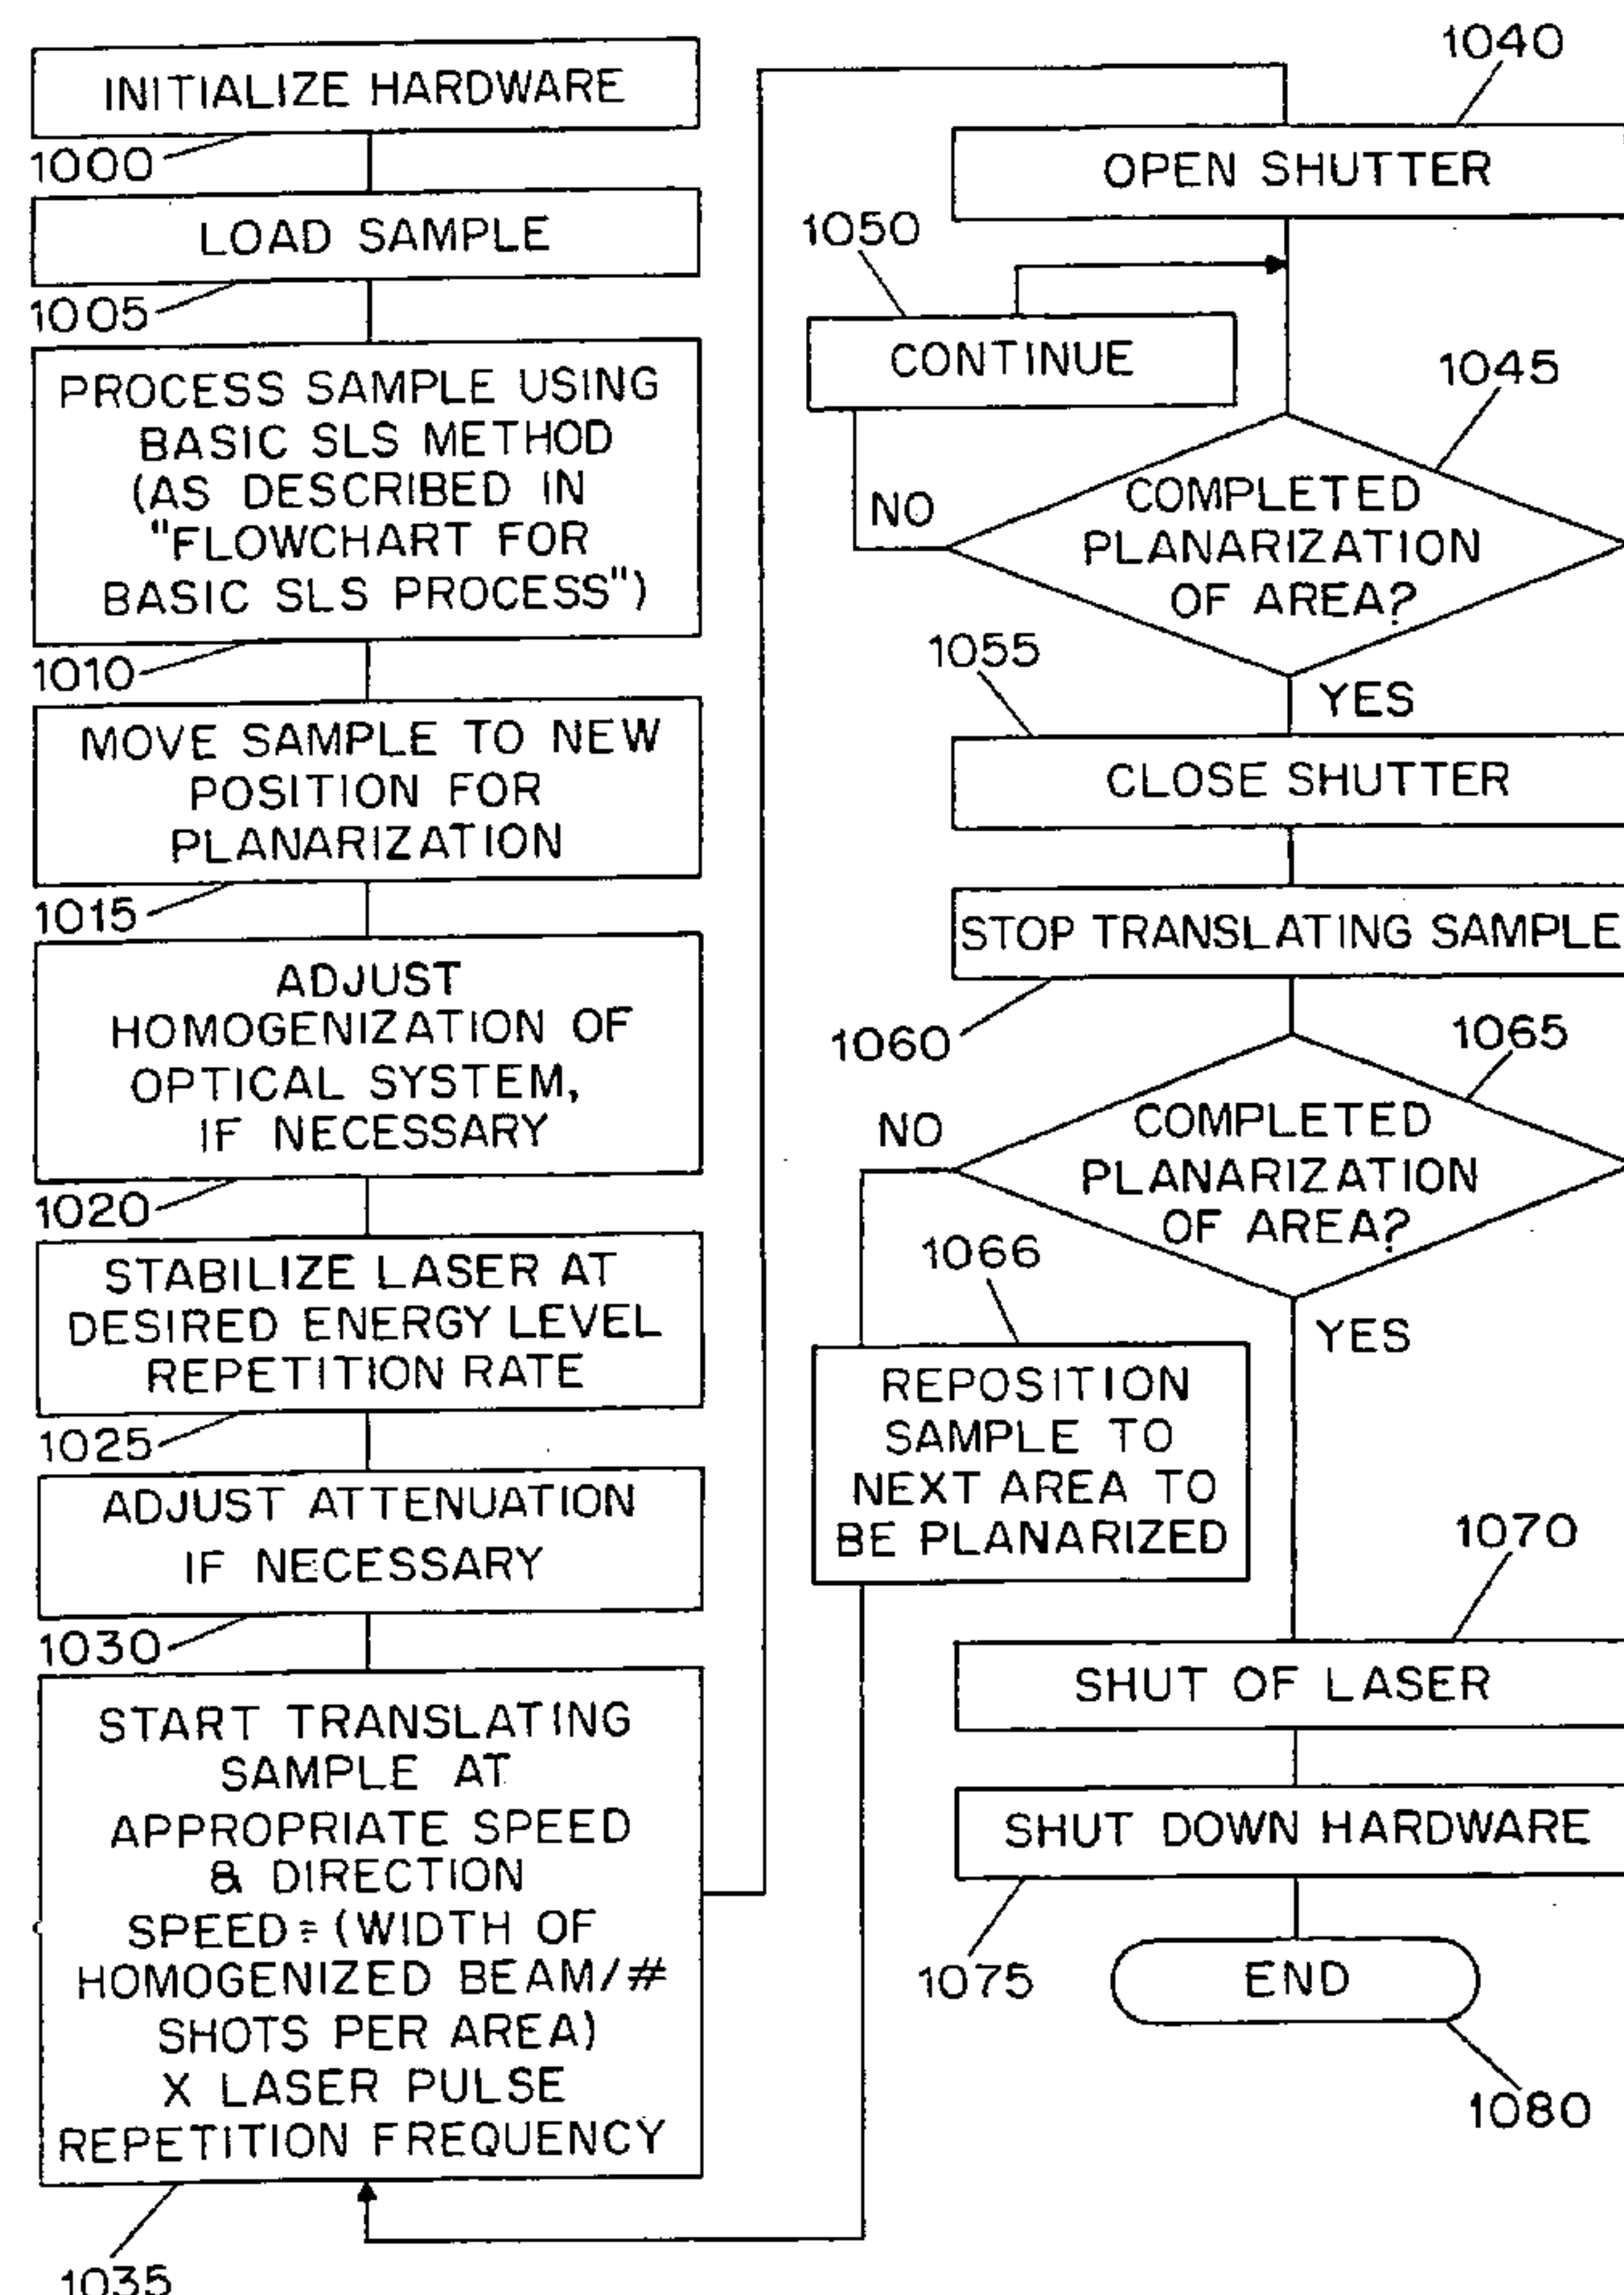 INITIALIZE HARDWARE
1000
LOAD SAMPLE
1005
PROCESS SAMPLE USING
BASIC SLS METHOD
(AS DESCRIBED IN
"FLOWCHART FOR
BASIC SLS PROCESS")
1010
MOVE SAMPLE TO NEW
POSITION FOR
PLANARIZATION
1015
ADJUST
HOMOGENIZATION OF
OPTICAL SYSTEM,
IF NECESSARY
1020
STABILIZE LASER AT
DESIRED ENERGY LEVEL
REPETITION RATE
1025
ADJUST ATTENUATION
IF NECESSARY
1030
START TRANSLATING
SAMPLE AT
APPROPRIATE SPEED
& DIRECTION
SPEED = (WIDTH OF
HOMOGENIZED BEAM/#
SHOTS PER AREA)
X LASER PULSE
REPETITION FREQUENCY
1035
1040
OPEN SHUTTER
1050
CONTINUE
1045
NO
COMPLETED
PLANARIZATION
OF AREA?
1055
YES
CLOSE SHUTTER
STOP TRANSLATING SAMPLE
1060
1065
NO
COMPLETED
PLANARIZATION
OF AREA?
1066
YES
REPOSITION
SAMPLE TO
NEXT AREA TO
BE PLANARIZED
1070
SHUT OF LASER
SHUT DOWN HARDWARE
1075
END
1080